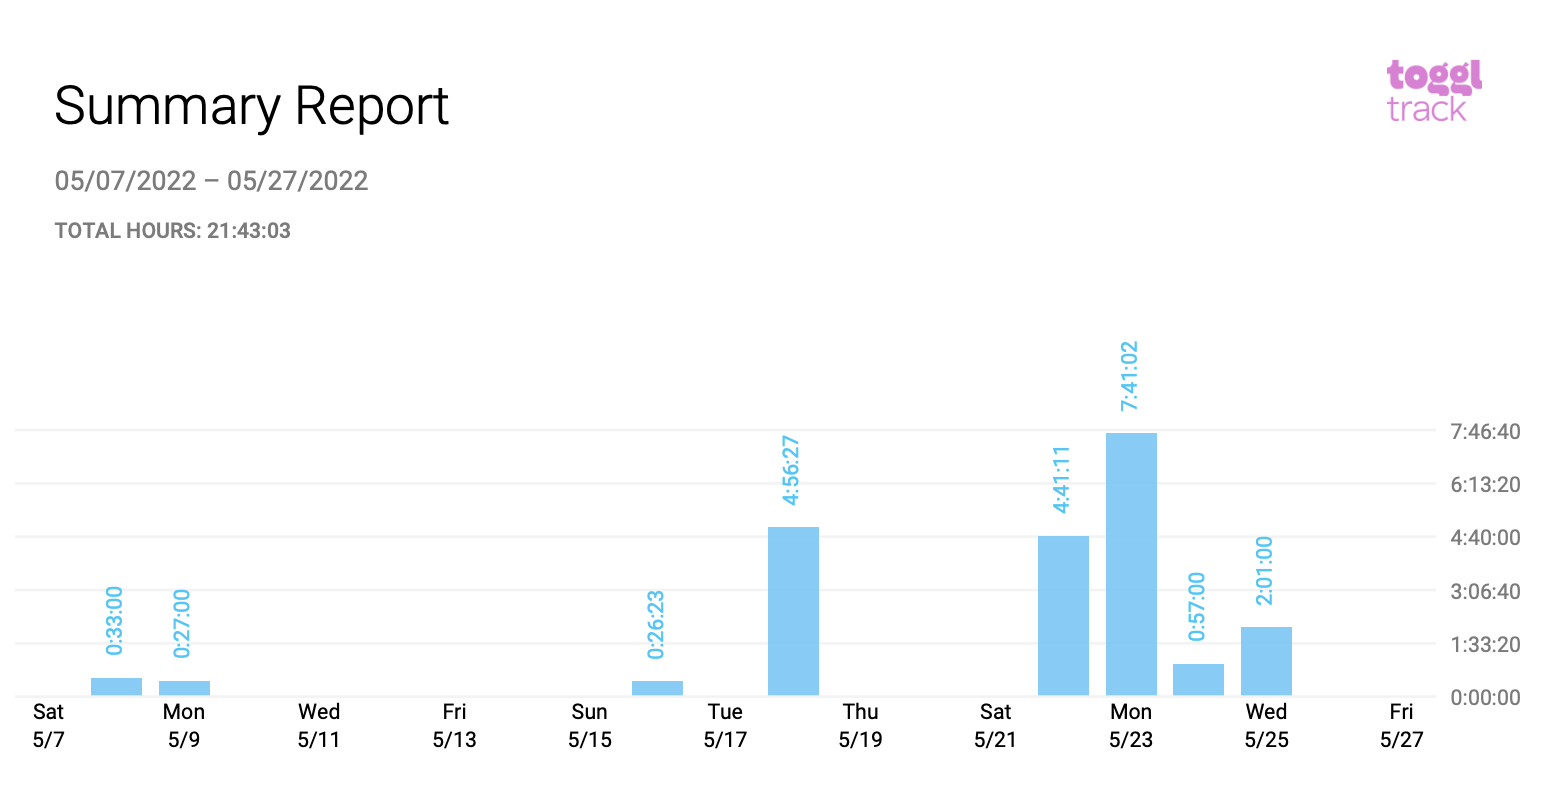 toggl
track
Summary Report
05/07/2022 – 05/27/2022
TOTAL HOURS: 21:43:03
0:33:00
0:27:00
0:26:23
4:56:27
4:41:11
7:41:02
0:57:00
2:01:00
7:46:40
6:13:20
4:40:00
3:06:40
1:33:20
0:00:00
Sat Mon Wed Fri Sun Tue Thu Sat Mon Wed Fri
5/7 5/9 5/11 5/13 5/15 5/17 5/19 5/21 5/23 5/25 5/27